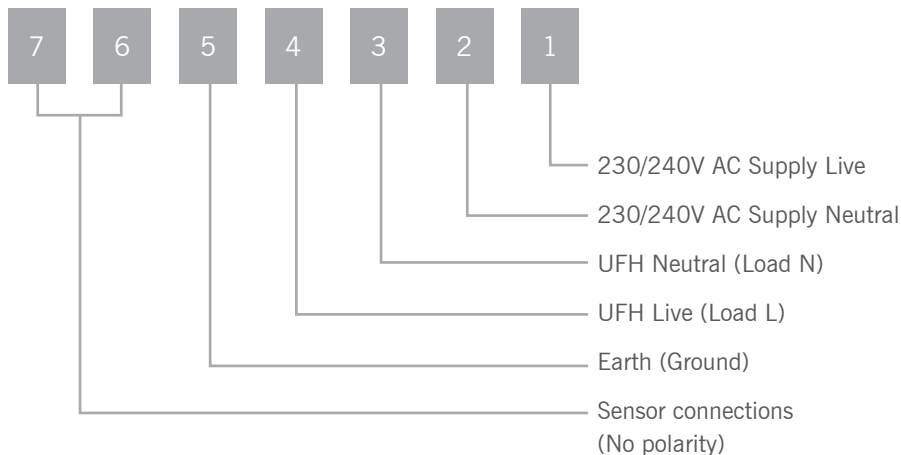 7 6 5 4 3 2 1
230/240V AC Supply Live
230/240V AC Supply Neutral
UFH Neutral (Load N)
UFH Live (Load L)
Earth (Ground)
Sensor connections
(No polarity)